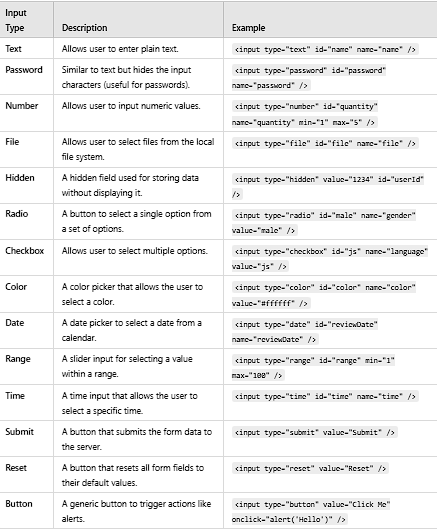 Input
Type Description Example
Text Allows user to enter plain text. <input type="text" id="name" name="name" />
Password Similar to text but hides the input <input type="password" id="password"
characters (useful for passwords). name="password" />
Number Allows user to input numeric values. <input type="number" id="quantity"
name="quantity" min="1" max="5" />
File Allows user to select files from the local <input type="file" id="file" name="file" />
file system.
Hidden A hidden field used for storing data <input type="hidden" value="1234" id="userId"
without displaying it. />
Radio A button to select a single option from <input type="radio" id="male" name="gender"
a set of options. value="male" />
Checkbox Allows user to select multiple options. <input type="checkbox" id="js" name="language"
value="js" />
Color A color picker that allows the user to <input type="color" id="color" name="color"
select a color. value="#ffffff" />
Date A date picker to select a date from a <input type="date" id="reviewDate"
calendar. name="reviewDate" />
Range A slider input for selecting a value <input type="range" id="range" min="1"
within a range. max="100" />
Time A time input that allows the user to <input type="time" id="time" name="time" />
select a specific time.
Submit A button that submits the form data to <input type="submit" value="Submit" />
the server.
Reset A button that resets all form fields to <input type="reset" value="Reset" />
their default values.
Button A generic button to trigger actions like <input type="button" value="Click Me"
alerts. onclick="alert('Hello')" />